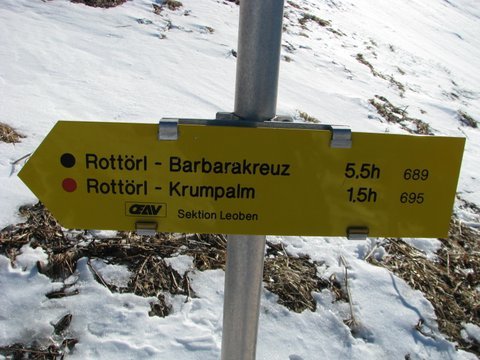 Rottörl - Barbarakreuz 5.5h 689
Rottörl - Krumpalm 1.5h 695
OEAV Sektion Leoben